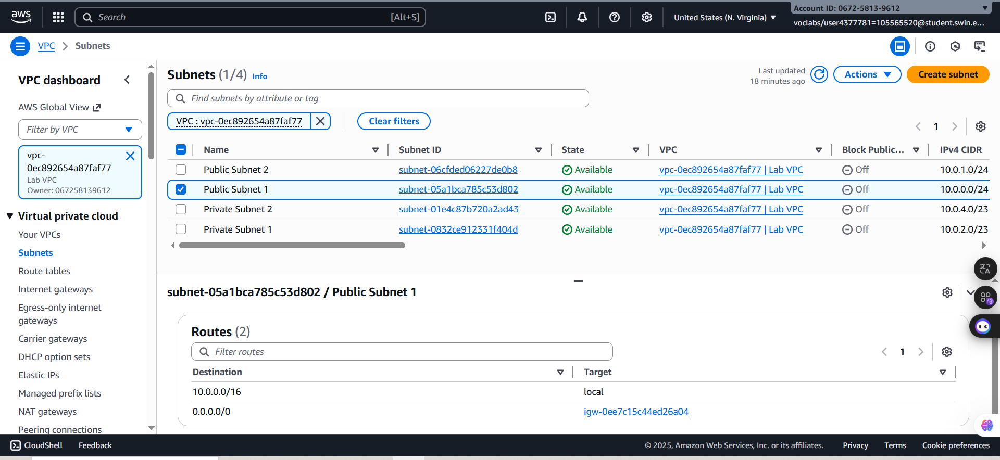 aws
Search
[Alt+S]
United States (N. Virginia)
Account ID: 0672-5813-9612
voclabs/user4377781=105565520@student.swin.e...
VPC
Subnets
VPC dashboard
AWS Global View
Filter by VPC
vpc-
0ec892654a87faf77
Lab VPC
Owner: 067258139612
Virtual private cloud
Your VPCs
Subnets
Route tables
Internet gateways
Egress-only internet
gateways
Carrier gateways
DHCP option sets
Elastic IPs
Managed prefix lists
NAT gateways
Peering connections
Subnets (1/4) Info
Last updated
18 minutes ago
Actions
Create subnet
Find subnets by attribute or tag
VPC : vpc-0ec892654a87faf77
Clear filters
1
Name Subnet ID State VPC Block Public... IPv4 CIDR
Public Subnet 2 subnet-06cfded06227de0b8 Available vpc-0ec892654a87faf77 | Lab VPC Off 10.0.1.0/24
Public Subnet 1 subnet-05a1bca785c53d802 Available vpc-0ec892654a87faf77 | Lab VPC Off 10.0.0.0/24
Private Subnet 2 subnet-01e4c87b720a2ad43 Available vpc-0ec892654a87faf77 | Lab VPC Off 10.0.4.0/23
Private Subnet 1 subnet-0832ce912331f404d Available vpc-0ec892654a87faf77 | Lab VPC Off 10.0.2.0/23
subnet-05a1bca785c53d802 / Public Subnet 1
Routes (2)
Filter routes
1
Destination Target
10.0.0.0/16 local
0.0.0.0/0 igw-0ee7c15c44ed26a04
CloudShell
Feedback
© 2025, Amazon Web Services, Inc. or its affiliates.
Privacy
Terms
Cookie preferences